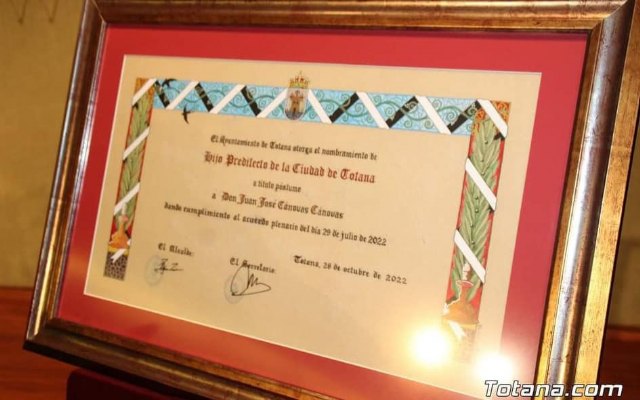 El Ayuntamiento de Totana otorga el nombramiento de
Hijo Predilecto de la Ciudad de Totana
a título póstumo
a Don Juan José Cánovas Cánovas
dando cumplimiento al acuerdo plenario del día 29 de julio de 2022
Totana, 28 de octubre de 2022
El Alcalde:
El Secretario:
Totana.com